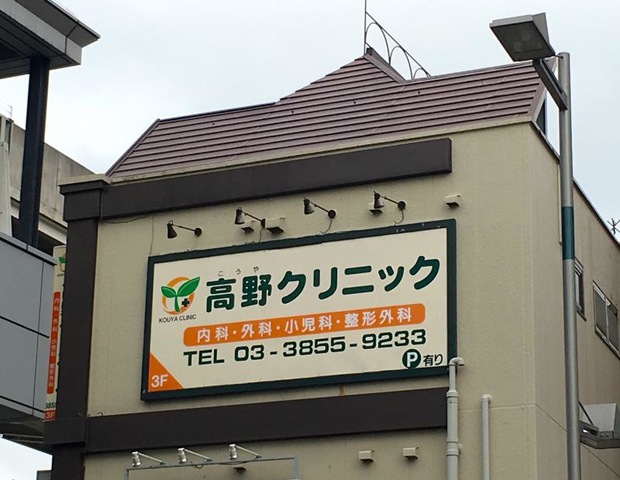 こうや
高野クリニック
KOUYA CLINIC
内科・外科・小児科・整形外科
TEL 03-3855-9233
3F
P有り
3F